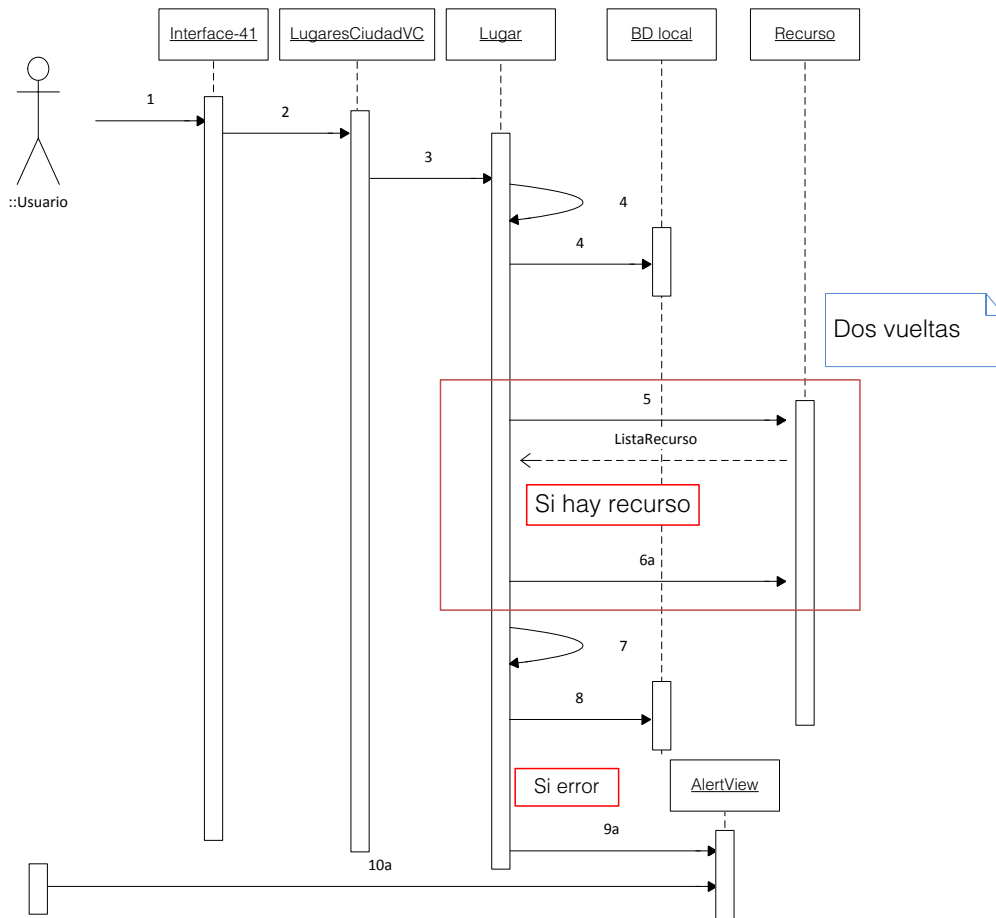 Interface-41
LugaresCiudadVC
Lugar
BD local
Recurso
1
2
3
::Usuario
4
4
Dos vueltas
5
ListaRecurso
Si hay recurso
6a
7
8
Si error
AlertView
9a
10a